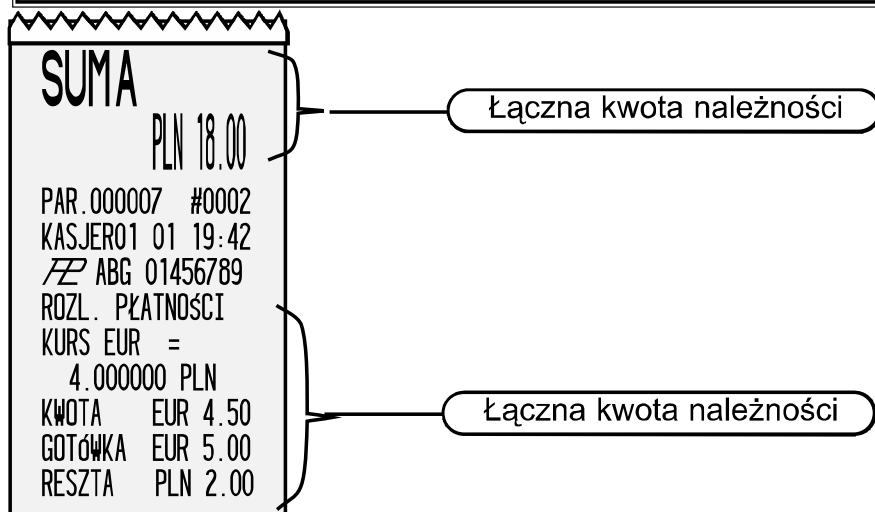 SUMA
PLN 18.00
Łączna kwota należności
PAR.000007 #0002
KASJER01 01 19:42
ABG 01456789
ROZL. PŁATNOŚCI
KURS EUR =
4.000000 PLN
KWOTA EUR 4.50
Łączna kwota należności
GOTÓWKA EUR 5.00
RESZTA PLN 2.00